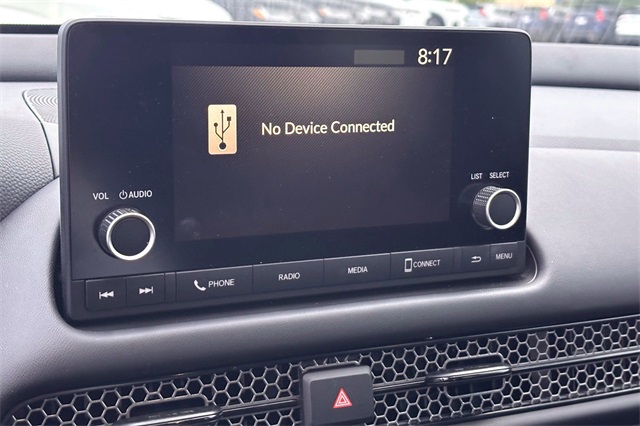 8:17
No Device Connected
VOL AUDIO
LIST SELECT
PHONE RADIO MEDIA CONNECT MENU